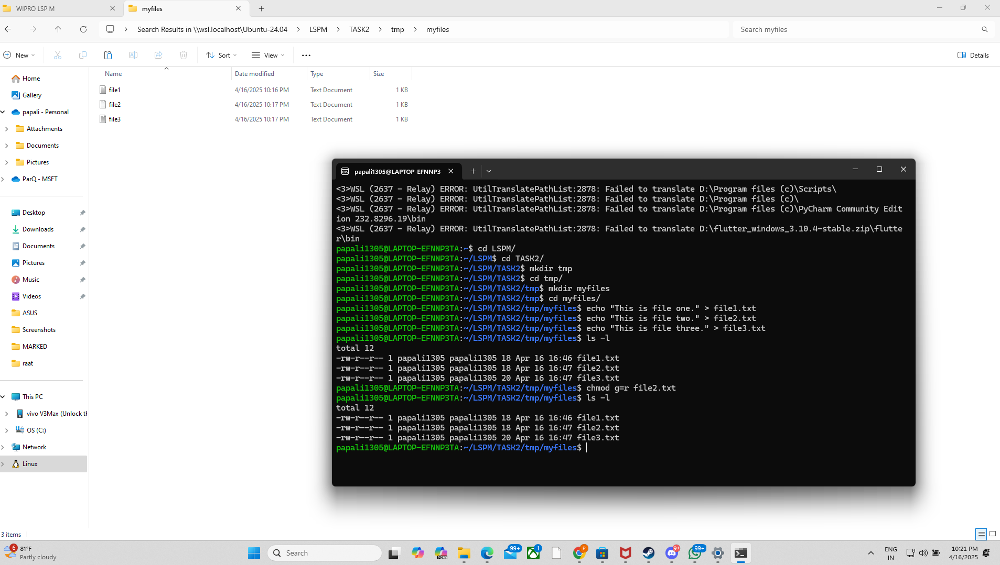 WIPRO LSP M
myfiles
Search Results in \\wsl.localhost\Ubuntu-24.04 > LSPM > TASK2 > tmp > myfiles
Search myfiles
New
Sort
View
Details
Name
Date modified
Type
Size
file1 4/16/2025 10:16 PM Text Document 1 KB
file2 4/16/2025 10:17 PM Text Document 1 KB
file3 4/16/2025 10:17 PM Text Document 1 KB
Home
Gallery
papali - Personal
Attachments
Documents
Pictures
ParQ - MSFT
Desktop
Downloads
Documents
Pictures
Music
Videos
ASUS
Screenshots
MARKED
raat
This PC
vivo V3Max (Unlock th
OS (C:)
Network
Linux
3 items
papali1305@LAPTOP-EFNNP3
<3>WSL (2637 - Relay) ERROR: UtilTranslatePathList:2878: Failed to translate D:\Program files (c)\Scripts\
<3>WSL (2637 - Relay) ERROR: UtilTranslatePathList:2878: Failed to translate D:\Program files (c)\
<3>WSL (2637 - Relay) ERROR: UtilTranslatePathList:2878: Failed to translate D:\Program files (c)\PyCharm Community Edit
ion 232.8296.19\bin
<3>WSL (2637 - Relay) ERROR: UtilTranslatePathList:2878: Failed to translate D:\flutter_windows_3.10.4-stable.zip\flutte
r\bin
papali1305@LAPTOP-EFNNP3TA:~$ cd LSPM/
papali1305@LAPTOP-EFNNP3TA:~/LSPM$ cd TASK2/
papali1305@LAPTOP-EFNNP3TA:~/LSPM/TASK2$ mkdir tmp
papali1305@LAPTOP-EFNNP3TA:~/LSPM/TASK2$ cd tmp/
papali1305@LAPTOP-EFNNP3TA:~/LSPM/TASK2/tmp$ mkdir myfiles
papali1305@LAPTOP-EFNNP3TA:~/LSPM/TASK2/tmp$ cd myfiles/
papali1305@LAPTOP-EFNNP3TA:~/LSPM/TASK2/tmp/myfiles$ echo "This is file one." > file1.txt
papali1305@LAPTOP-EFNNP3TA:~/LSPM/TASK2/tmp/myfiles$ echo "This is file two." > file2.txt
papali1305@LAPTOP-EFNNP3TA:~/LSPM/TASK2/tmp/myfiles$ echo "This is file three." > file3.txt
papali1305@LAPTOP-EFNNP3TA:~/LSPM/TASK2/tmp/myfiles$ ls -l
total 12
-rw-r--r-- 1 papali1305 papali1305 18 Apr 16 16:46 file1.txt
-rw-r--r-- 1 papali1305 papali1305 18 Apr 16 16:47 file2.txt
-rw-r--r-- 1 papali1305 papali1305 20 Apr 16 16:47 file3.txt
papali1305@LAPTOP-EFNNP3TA:~/LSPM/TASK2/tmp/myfiles$ chmod g=r file2.txt
papali1305@LAPTOP-EFNNP3TA:~/LSPM/TASK2/tmp/myfiles$ ls -l
total 12
-rw-r--r-- 1 papali1305 papali1305 18 Apr 16 16:46 file1.txt
-rw-r--r-- 1 papali1305 papali1305 18 Apr 16 16:47 file2.txt
-rw-r--r-- 1 papali1305 papali1305 20 Apr 16 16:47 file3.txt
papali1305@LAPTOP-EFNNP3TA:~/LSPM/TASK2/tmp/myfiles$
6
81°F
Partly cloudy
Search
M365
99+
1
P
9+
99+
ENG
IN
10:21 PM
4/16/2025